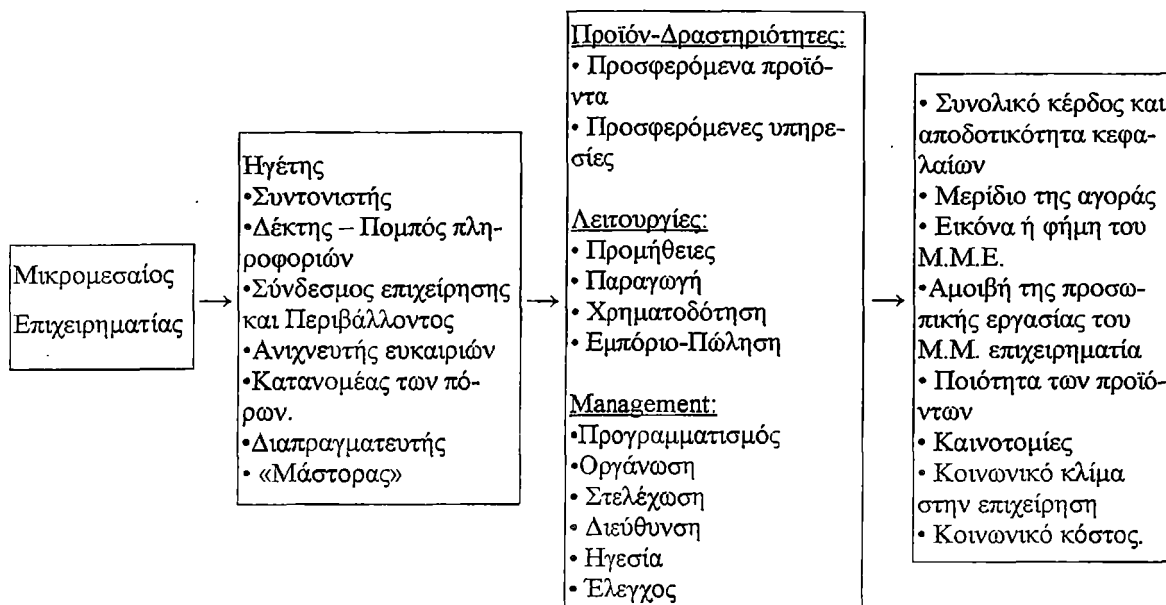 Μικρομεσαίος
Επιχειρηματίας
→
Ηγέτης
•Συντονιστής
•Δέκτης – Πομπός πλη-
ροφοριών
•Σύνδεσμος επιχείρησης
και Περιβάλλοντος
•Ανιχνευτής ευκαιριών
•Κατανομέας των πό-
ρων.
•Διαπραγματευτής
• «Μάστορας»
→
Προϊόν-Δραστηριότητες:
• Προσφερόμενα προϊό-
ντα
• Προσφερόμενες υπηρε-
σίες
Λειτουργίες:
• Προμήθειες
• Παραγωγή
• Χρηματοδότηση
• Εμπόριο-Πώληση
Management:
•Προγραμματισμός
•Οργάνωση
• Στελέχωση
• Διεύθυνση
• Ηγεσία
• Έλεγχος
→
• Συνολικό κέρδος και
αποδοτικότητα κεφα-
λαίων
• Μερίδιο της αγοράς
• Εικόνα ή φήμη του
Μ.Μ.Ε.
•Αμοιβή της προσω-
πικής εργασίας του
Μ.Μ. επιχειρηματία
• Ποιότητα των προϊό-
ντων
• Καινοτομίες
• Κοινωνικό κλίμα
στην επιχείρηση
• Κοινωνικό κόστος.